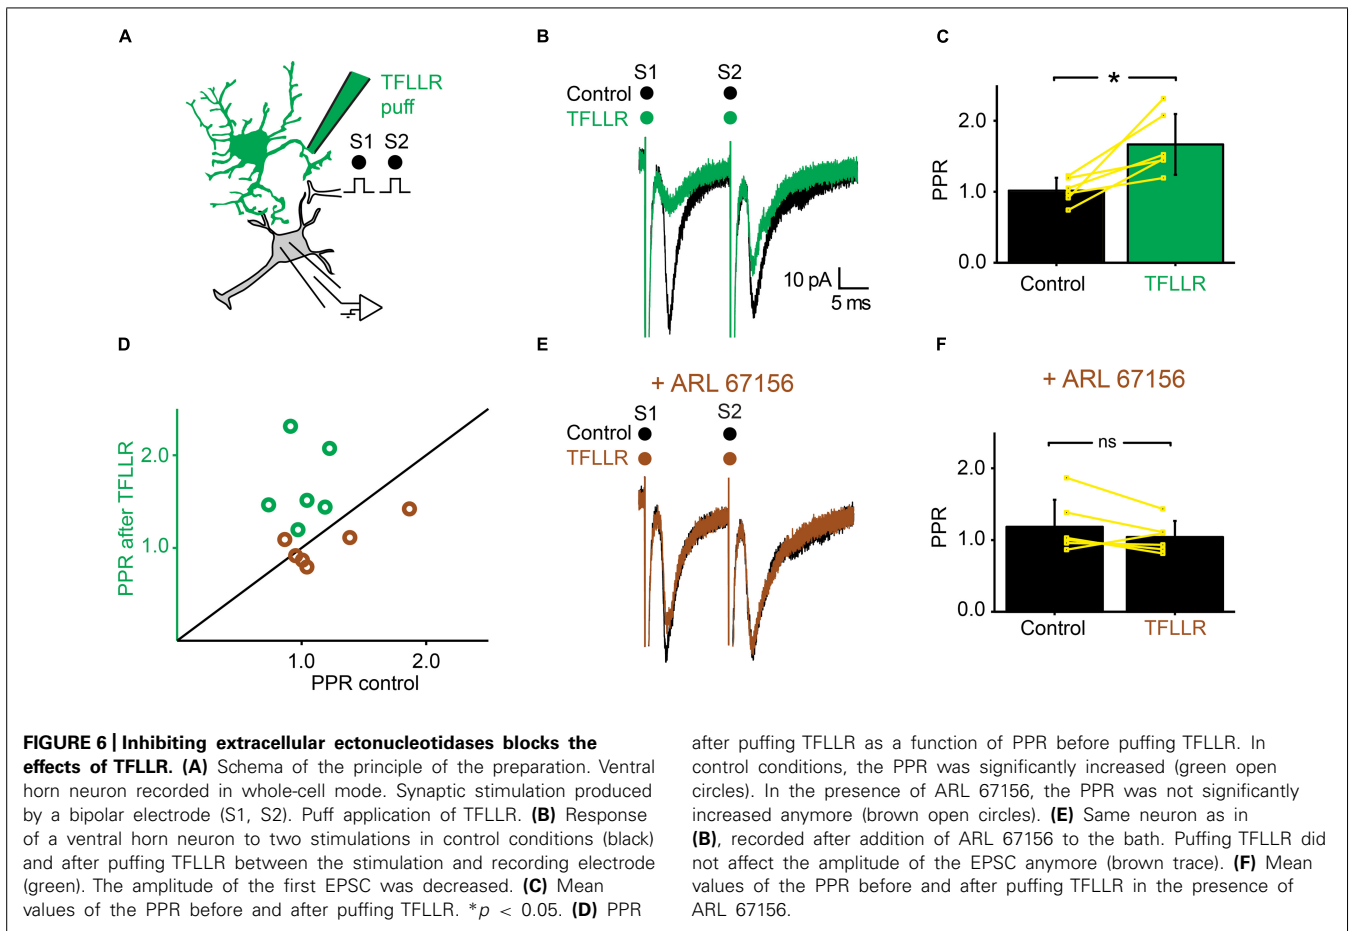 A
TFLLR
puff
S1 S2
B
S1 S2
Control
TFLLR
10 pA
5 ms
C
*
PPR
2.0
1.0
0.0
Control TFLLR
D
PPR after TFLLR
2.0
1.0
1.0 2.0
PPR control
E
+ ARL 67156
S1 S2
Control
TFLLR
F
+ ARL 67156
ns
PPR
2.0
1.0
0.0
Control TFLLR
FIGURE 6 | Inhibiting extracellular ectonucleotidases blocks the
effects of TFLLR. (A) Schema of the principle of the preparation. Ventral
horn neuron recorded in whole-cell mode. Synaptic stimulation produced
by a bipolar electrode (S1, S2). Puff application of TFLLR. (B) Response
of a ventral horn neuron to two stimulations in control conditions (black)
and after puffing TFLLR between the stimulation and recording electrode
(green). The amplitude of the first EPSC was decreased. (C) Mean
values of the PPR before and after puffing TFLLR. *p < 0.05. (D) PPR
after puffing TFLLR as a function of PPR before puffing TFLLR. In
control conditions, the PPR was significantly increased (green open
circles). In the presence of ARL 67156, the PPR was not significantly
increased anymore (brown open circles). (E) Same neuron as in
(B), recorded after addition of ARL 67156 to the bath. Puffing TFLLR did
not affect the amplitude of the EPSC anymore (brown trace). (F) Mean
values of the PPR before and after puffing TFLLR in the presence of
ARL 67156.